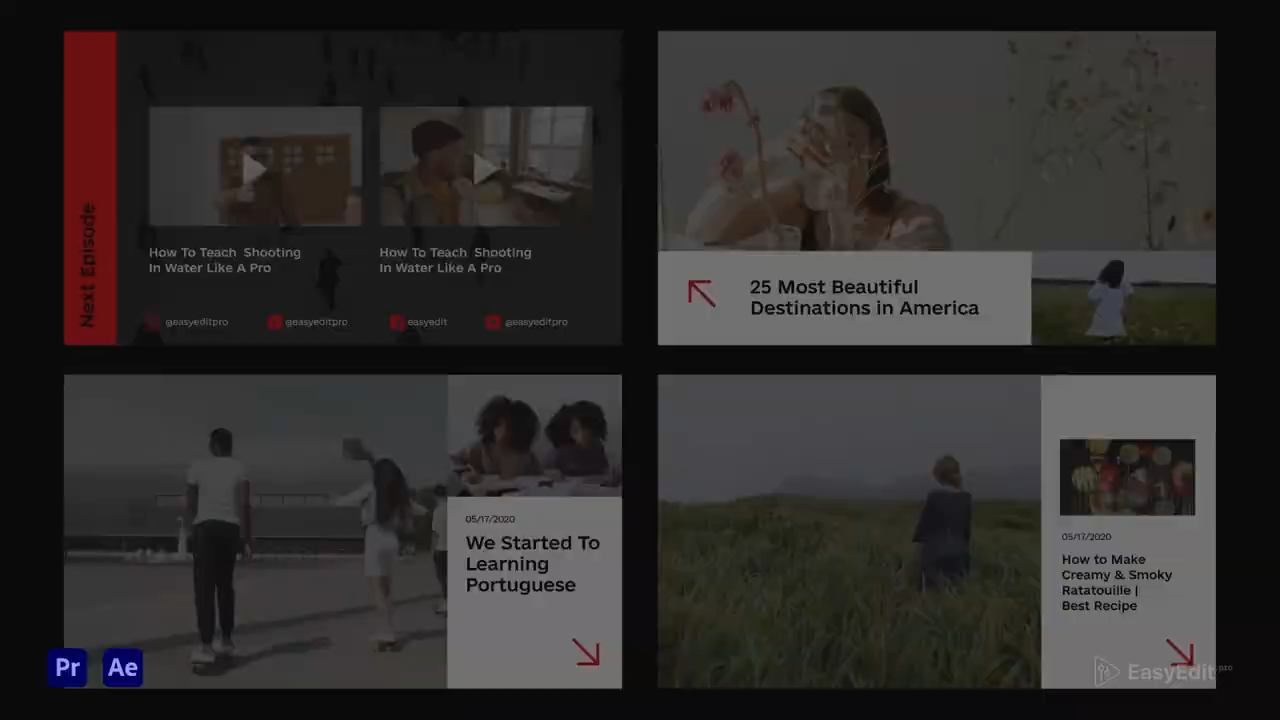 Next Episode
How To Teach Shooting
In Water Like A Pro
How To Teach Shooting
In Water Like A Pro
@easyeditpro
@easyeditpro
easyedit
@easyeditpro
25 Most Beautiful
Destinations in America
05/17/2020
We Started To
Learning
Portuguese
05/17/2020
How to Make
Creamy & Smoky
Ratatouille |
Best Recipe
Pr
Ae
EasyEdit.pro